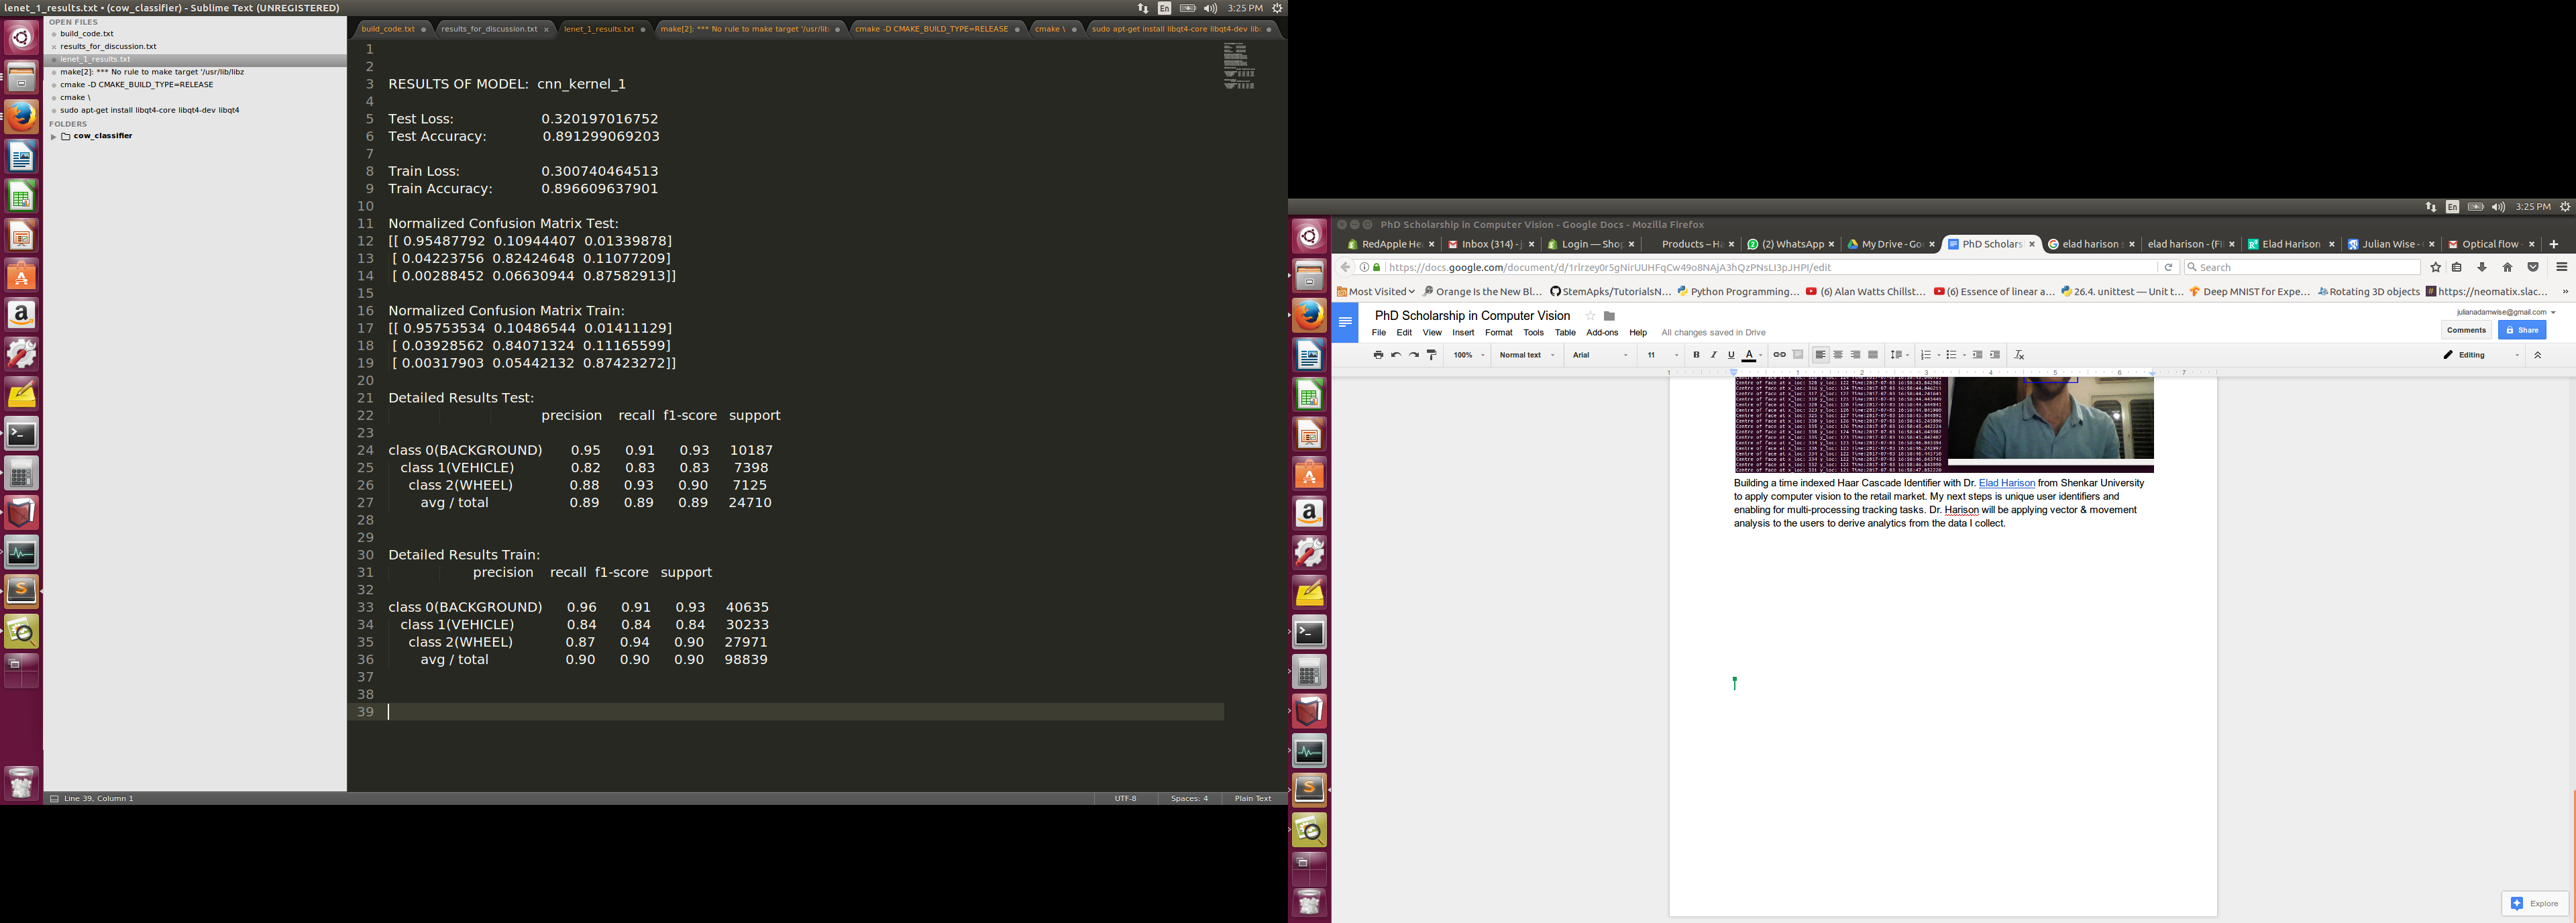 lenet_1_results.txt • (cow_classifier) - Sublime Text (UNREGISTERED)
En
3:25 PM
OPEN FILES
build_code.txt
results_for_discussion.txt
lenet_1_results.txt
make[2]: *** No rule to make target '/usr/lib/libz
cmake -D CMAKE_BUILD_TYPE=RELEASE
cmake \
sudo apt-get install libqt4-core libqt4-dev libqt4
FOLDERS
cow_classifier
build_code.txt
results_for_discussion.txt
lenet_1_results.txt
make[2]: *** No rule to make target '/usr/lib
cmake -D CMAKE_BUILD_TYPE=RELEASE
cmake \
sudo apt-get install libqt4-core libqt4-dev lib
1
2
3 RESULTS OF MODEL: cnn_kernel_1
4
5 Test Loss: 0.320197016752
6 Test Accuracy: 0.891299069203
7
8 Train Loss: 0.300740464513
9 Train Accuracy: 0.896609637901
10
11 Normalized Confusion Matrix Test:
12 [[ 0.95487792 0.10944407 0.01339878]
13 [ 0.04223756 0.82424648 0.11077209]
14 [ 0.00288452 0.06630944 0.87582913]]
15
16 Normalized Confusion Matrix Train:
17 [[ 0.95753534 0.10486544 0.01411129]
18 [ 0.03928562 0.84071324 0.11165599]
19 [ 0.00317903 0.05442132 0.87423272]]
20
21 Detailed Results Test:
22 precision recall f1-score support
23
24 class 0(BACKGROUND) 0.95 0.91 0.93 10187
25 class 1(VEHICLE) 0.82 0.83 0.83 7398
26 class 2(WHEEL) 0.88 0.93 0.90 7125
27 avg / total 0.89 0.89 0.89 24710
28
29
30 Detailed Results Train:
31 precision recall f1-score support
32
33 class 0(BACKGROUND) 0.96 0.91 0.93 40635
34 class 1(VEHICLE) 0.84 0.84 0.84 30233
35 class 2(WHEEL) 0.87 0.94 0.90 27971
36 avg / total 0.90 0.90 0.90 98839
37
38
39
Line 39, Column 1
UTF-8
Spaces: 4
Plain Text
En
3:25 PM
PhD Scholarship in Computer Vision - Google Docs - Mozilla Firefox
RedApple He
Inbox (314) - j
Login — Shop
Products – Ha
(2) WhatsApp
My Drive - Goo
PhD Scholars
elad harison s
elad harison - (Fi
Elad Harison
Julian Wise -
Optical flow -
https://docs.google.com/document/d/1rlrzey0r5gNirUUHFqCw49o8NAjA3hQzPNsLI3pJHPI/edit
Search
Most Visited
Orange Is the New Bl...
StemApks/TutorialsN...
Python Programming...
(6) Alan Watts Chillst...
(6) Essence of linear a...
26.4. unittest — Unit t...
Deep MNIST for Expe...
Rotating 3D objects
https://neomatix.slac...
PhD Scholarship in Computer Vision
julianadamwise@gmail.com
File Edit View Insert Format Tools Table Add-ons Help All changes saved in Drive
Comments
Share
100% Normal text Arial 11 B I U A
Editing
1 1 2 3 4 5 6 7
Building a time indexed Haar Cascade Identifier with Dr. Elad Harison from Shenkar University
to apply computer vision to the retail market. My next steps is unique user identifiers and
enabling for multi-processing tracking tasks. Dr. Harison will be applying vector & movement
analysis to the users to derive analytics from the data I collect.
Explore